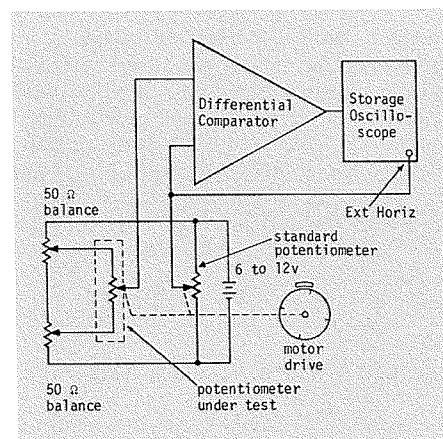 Differential
Comparator
Storage
Oscillo-
scope
Ext Horiz
50 Ω
balance
standard
potentiometer
6 to 12v
motor
drive
50 Ω
balance
potentiometer
under test